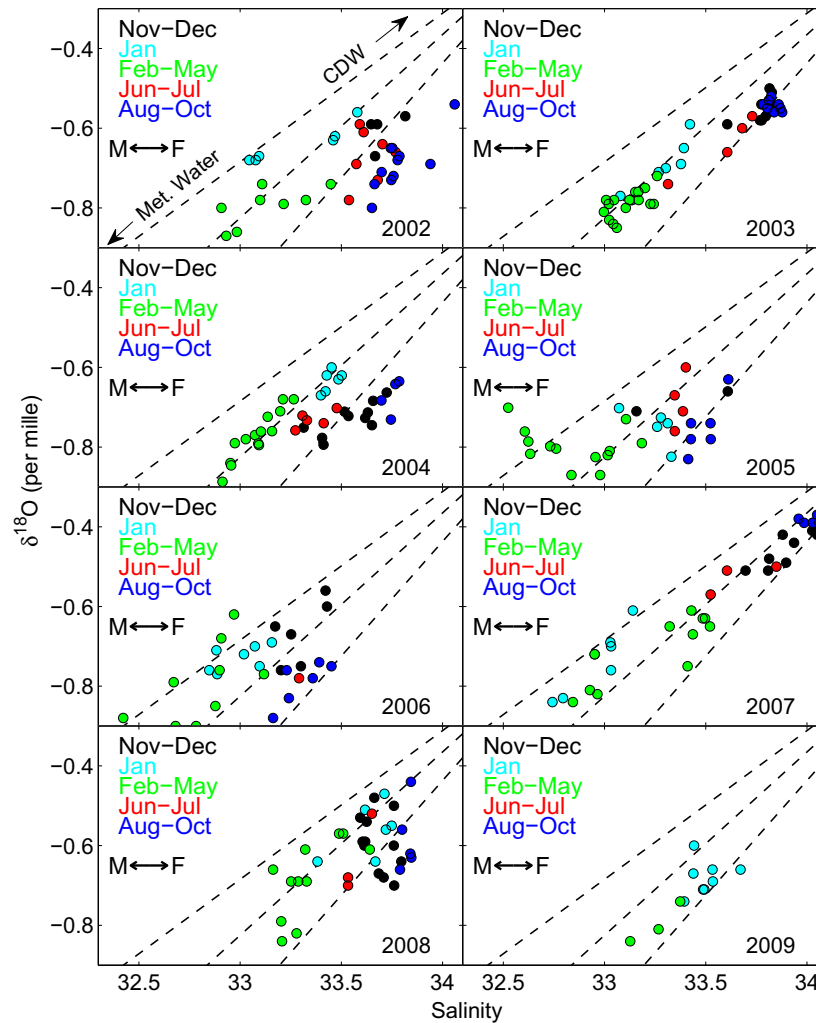 −0.4
−0.6
−0.8
Nov−Dec
Jan
Feb−May
Jun−Jul
Aug−Oct
CDW
M F
Met. Water
2002
Nov−Dec
Jan
Feb−May
Jun−Jul
Aug−Oct
M F
2003
−0.4
−0.6
−0.8
Nov−Dec
Jan
Feb−May
Jun−Jul
Aug−Oct
M F
2004
Nov−Dec
Jan
Feb−May
Jun−Jul
Aug−Oct
M F
2005
δ18O (per mille)
−0.4
−0.6
−0.8
Nov−Dec
Jan
Feb−May
Jun−Jul
Aug−Oct
M F
2006
Nov−Dec
Jan
Feb−May
Jun−Jul
Aug−Oct
M F
2007
−0.4
−0.6
−0.8
Nov−Dec
Jan
Feb−May
Jun−Jul
Aug−Oct
M F
2008
Nov−Dec
Jan
Feb−May
Jun−Jul
Aug−Oct
M F
2009
32.5 33 33.5 34 32.5 33 33.5 34
Salinity